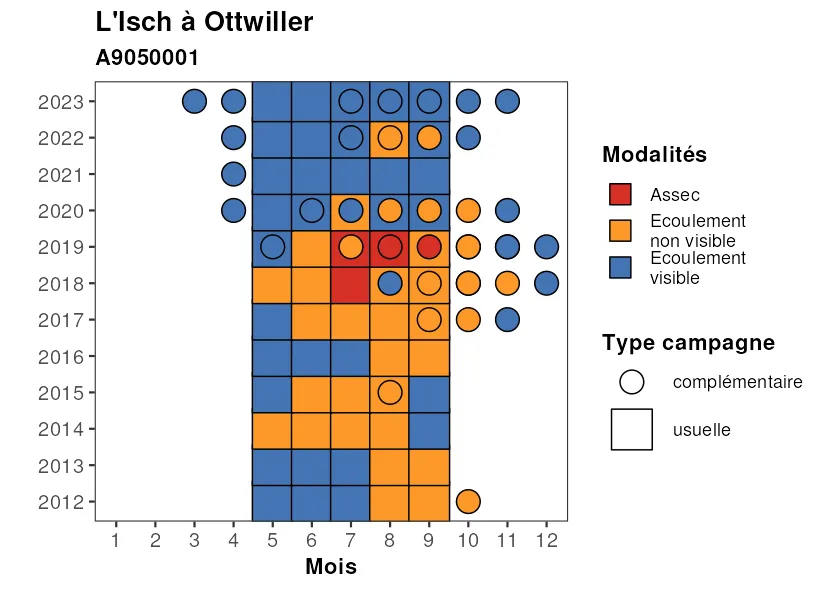 L'Isch à Ottwiller
A9050001
2023
2022
2021
2020
2019
2018
2017
2016
2015
2014
2013
2012
1 2 3 4 5 6 7 8 9 10 11 12
Mois
Modalités
Assec
Ecoulement
non visible
Ecoulement
visible
Type campagne
complémentaire
usuelle